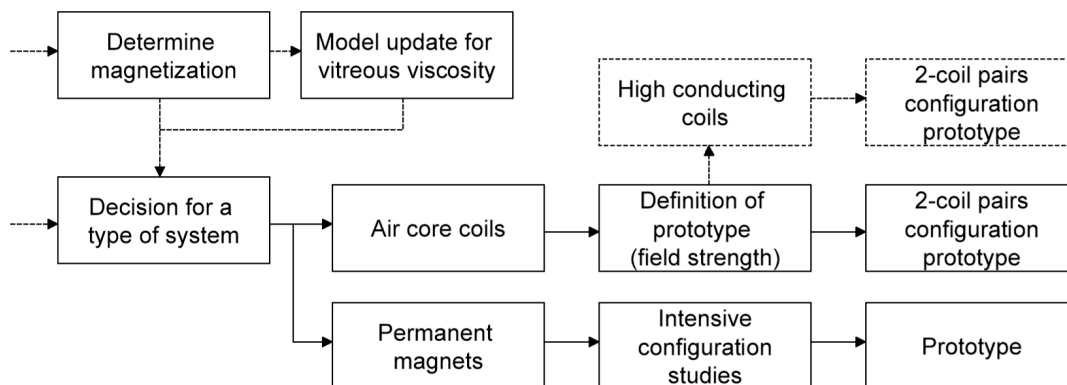 Determine
magnetization
Model update for
vitreous viscosity
High conducting
coils
2-coil pairs
configuration
prototype
Decision for a
type of system
Air core coils
Definition of
prototype
(field strength)
2-coil pairs
configuration
prototype
Permanent
magnets
Intensive
configuration
studies
Prototype